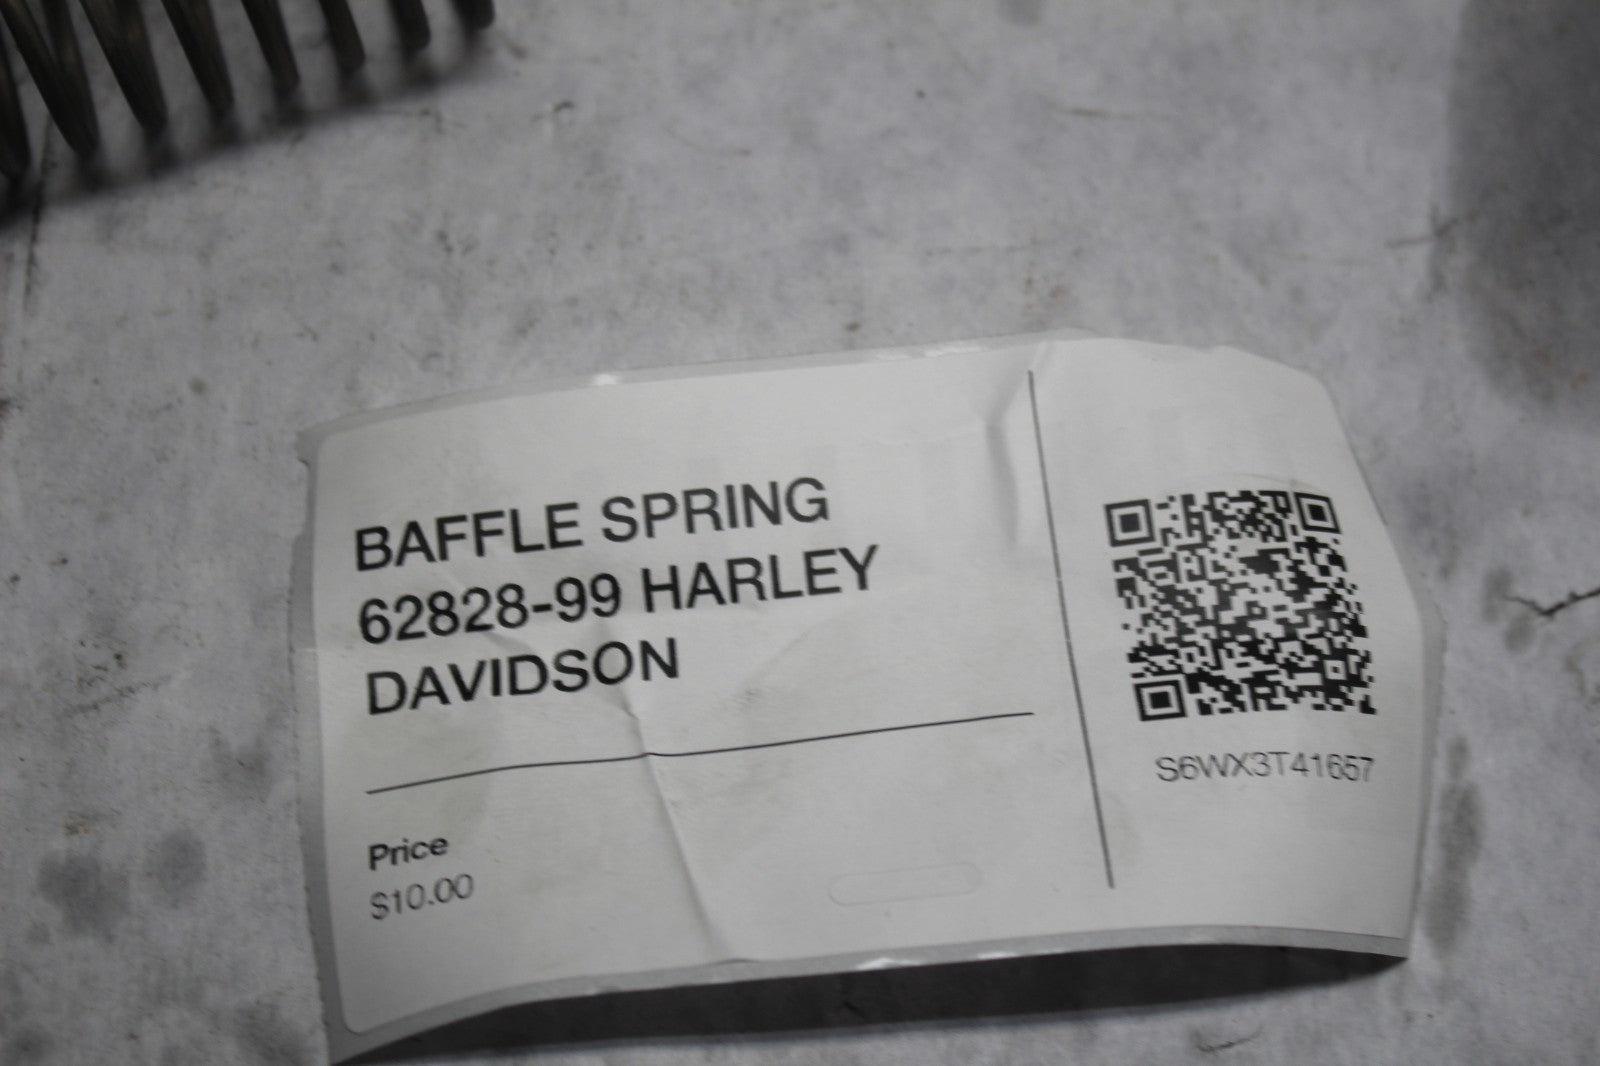 BAFFLE SPRING
62828-99 HARLEY
DAVIDSON
Price
$10.00
S6WX3T41657